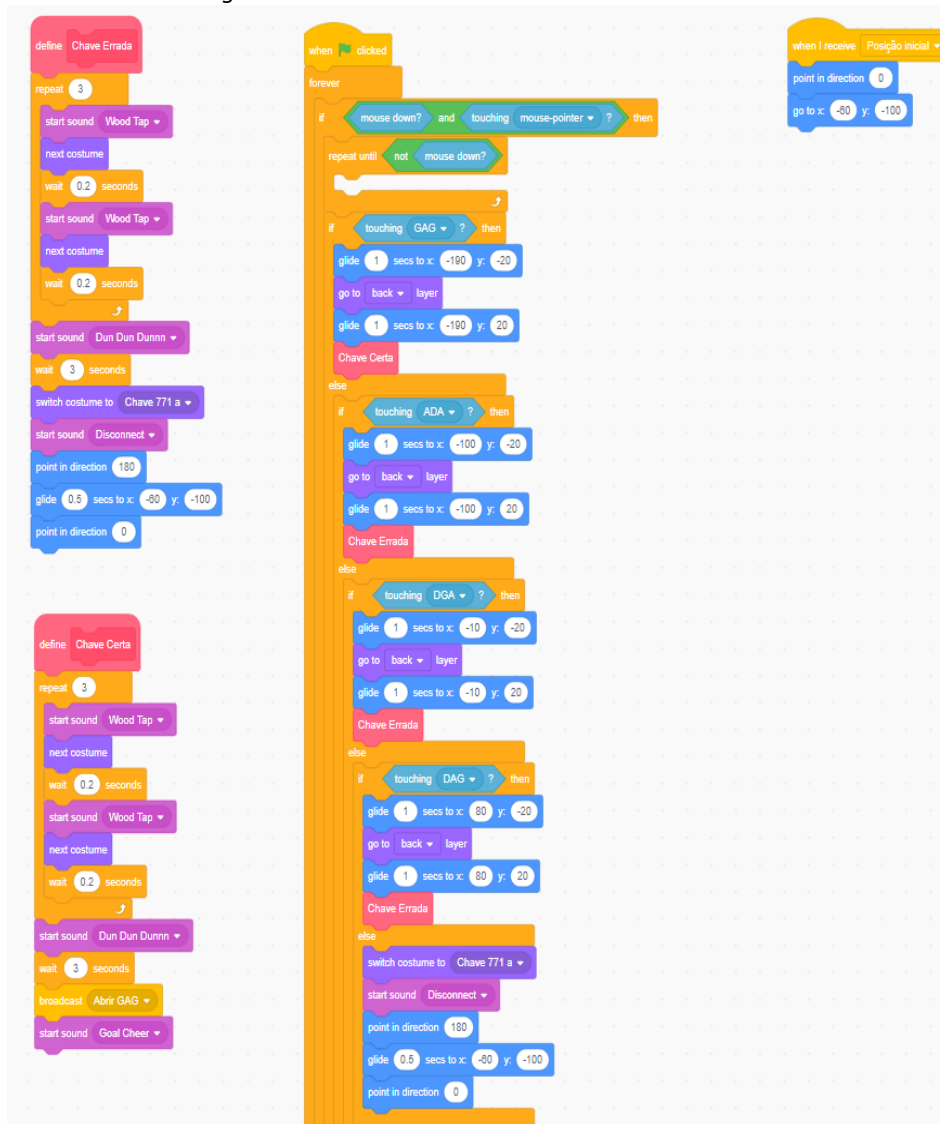 define Chave Errada
repeat 3
start sound Wood Tap
next costume
wait 0.2 seconds
start sound Wood Tap
next costume
wait 0.2 seconds
start sound Dun Dun Dunnn
wait 3 seconds
switch costume to Chave 771 a
start sound Disconnect
point in direction 180
glide 0.5 secs to x: -60 y: -100
point in direction 0
define Chave Certa
repeat 3
start sound Wood Tap
next costume
wait 0.2 seconds
start sound Wood Tap
next costume
wait 0.2 seconds
start sound Dun Dun Dunnn
wait 3 seconds
broadcast Abrir GAG
start sound Goal Cheer
when clicked
forever
if mouse down? and touching mouse-pointer ? then
repeat until not mouse down?
if touching GAG ? then
glide 1 secs to x: -190 y: -20
go to back layer
glide 1 secs to x: -190 y: 20
Chave Certa
else
if touching ADA ? then
glide 1 secs to x: -100 y: -20
go to back layer
glide 1 secs to x: -100 y: 20
Chave Errada
else
if touching DGA ? then
glide 1 secs to x: -10 y: -20
go to back layer
glide 1 secs to x: -10 y: 20
Chave Errada
else
if touching DAG ? then
glide 1 secs to x: 80 y: -20
go to back layer
glide 1 secs to x: 80 y: 20
Chave Errada
else
switch costume to Chave 771 a
start sound Disconnect
point in direction 180
glide 0.5 secs to x: -60 y: -100
point in direction 0
when I receive Posição inicial
point in direction 0
go to x: -60 y: -100